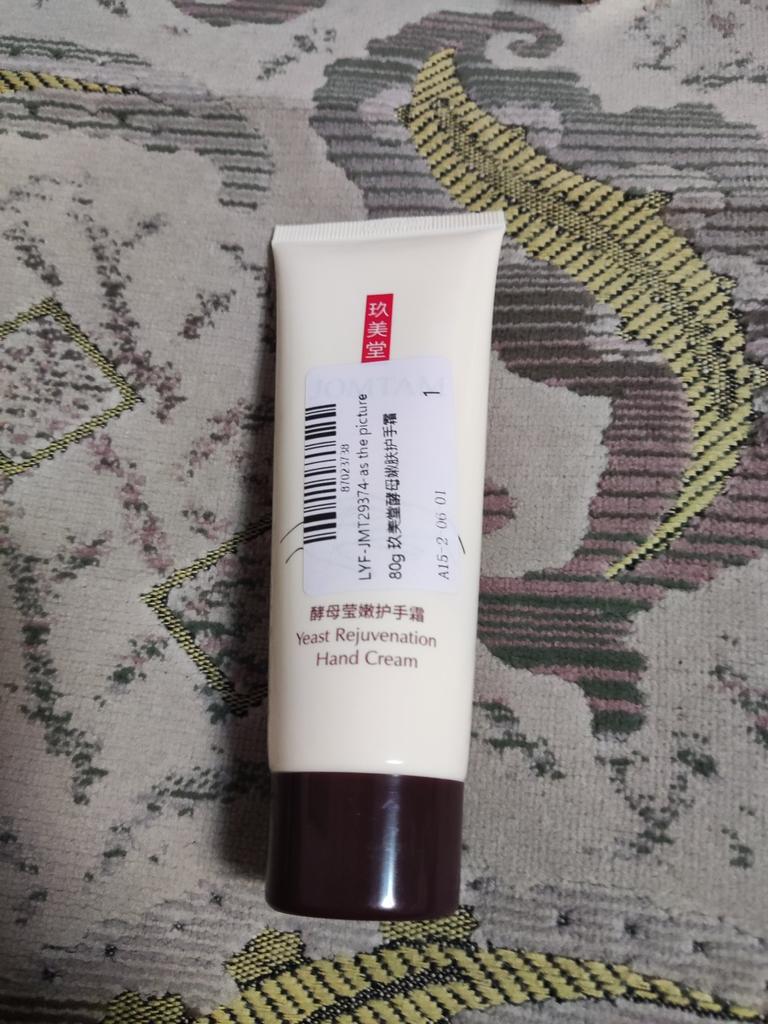 玖美堂
JOMTAM
87023738
LYF-JMT29374-as the picture
80g 玖美堂酵母嫩肤护手霜
1
A15-2 06 01
酵母莹嫩护手霜
Yeast Rejuvenation
Hand Cream